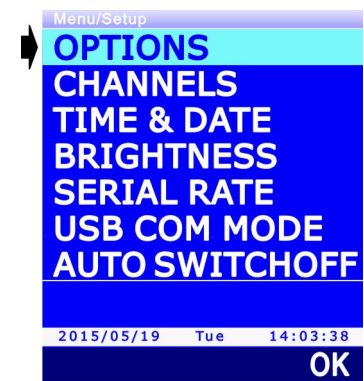 Menu/Setup
OPTIONS
CHANNELS
TIME & DATE
BRIGHTNESS
SERIAL RATE
USB COM MODE
AUTO SWITCHOFF
2015/05/19 Tue 14:03:38
OK